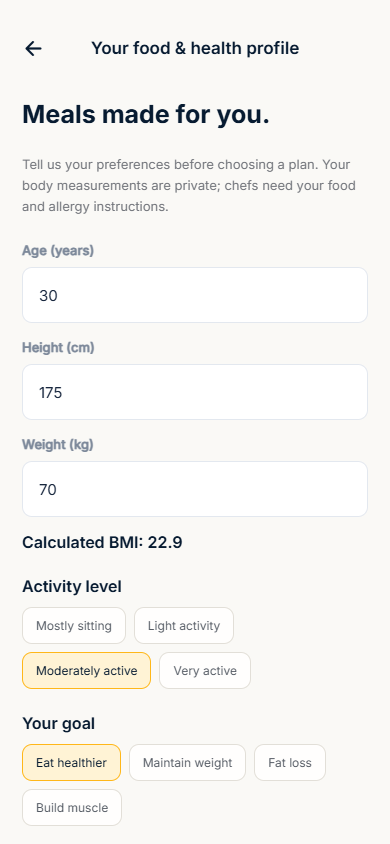 Your food & health profile
Meals made for you.
Tell us your preferences before choosing a plan. Your
body measurements are private; chefs need your food
and allergy instructions.
Age (years)
30
Height (cm)
175
Weight (kg)
70
Calculated BMI: 22.9
Activity level
Mostly sitting
Light activity
Moderately active
Very active
Your goal
Eat healthier
Maintain weight
Fat loss
Build muscle